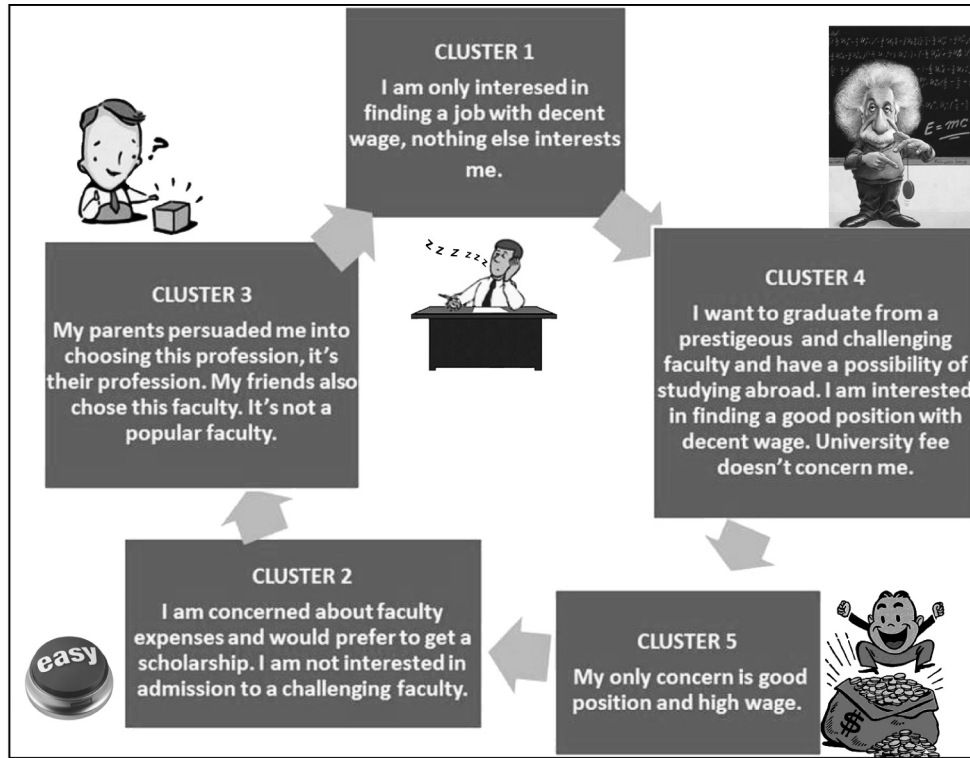 CLUSTER 1
I am only interesed in
finding a job with decent
wage, nothing else interests
me.
E=mc
z z z z z z z
CLUSTER 3
My parents persuaded me into
choosing this profession, it's
their profession. My friends also
chose this faculty. It's not a
popular faculty.
?
CLUSTER 4
I want to graduate from a
prestigeous and challenging
faculty and have a possibility of
studying abroad. I am interested
in finding a good position with
decent wage. University fee
doesn't concern me.
CLUSTER 2
I am concerned about faculty
expenses and would prefer to get a
scholarship. I am not interested in
admission to a challenging faculty.
easy
CLUSTER 5
My only concern is good
position and high wage.
$